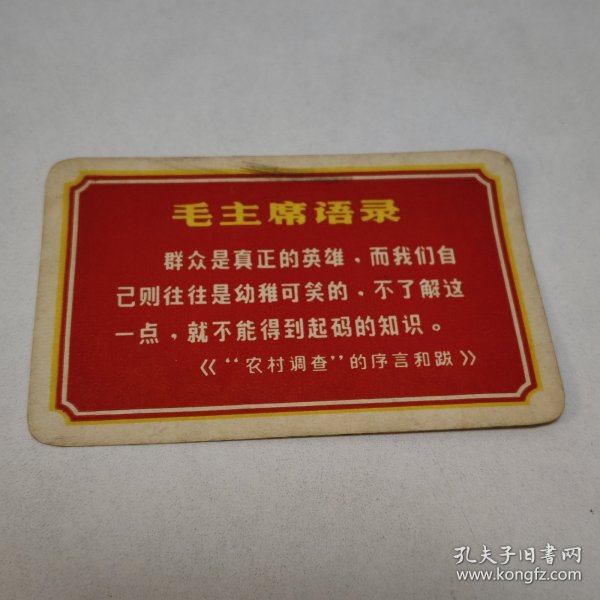 毛主席语录
群众是真正的英雄，而我们自
己则往往是幼稚可笑的，不了解这
一点，就不能得到起码的知识。
《“农村调查”的序言和跋》
孔夫子旧书网
www.kongfz.com